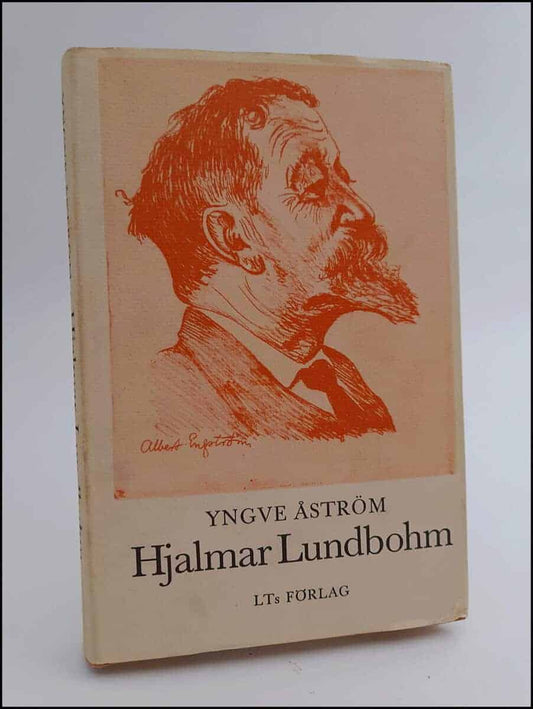 Albert Engström
YNGVE ÅSTRÖM
Hjalmar Lundbohm
LTs FÖRLAG